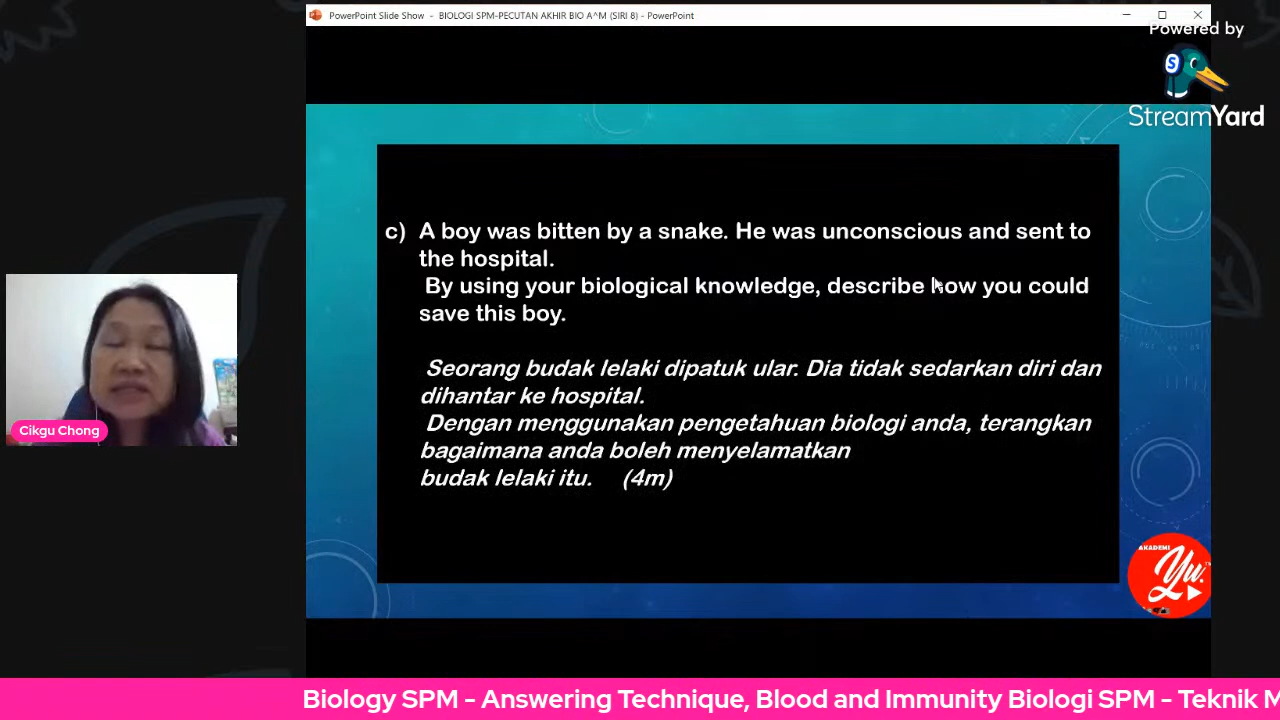 PowerPoint Slide Show - BIOLOGI SPM-PECUTAN AKHIR BIO A^M (SIRI 8) - PowerPoint
Powered by
S
StreamYard
c) A boy was bitten by a snake. He was unconscious and sent to
the hospital.
By using your biological knowledge, describe how you could
save this boy.
Seorang budak lelaki dipatuk ular. Dia tidak sedarkan diri dan
dihantar ke hospital.
Dengan menggunakan pengetahuan biologi anda, terangkan
bagaimana anda boleh menyelamatkan
budak lelaki itu. (4m)
Cikgu Chong
AKADEMI
Yu.
Biology SPM - Answering Technique, Blood and Immunity Biologi SPM - Teknik M